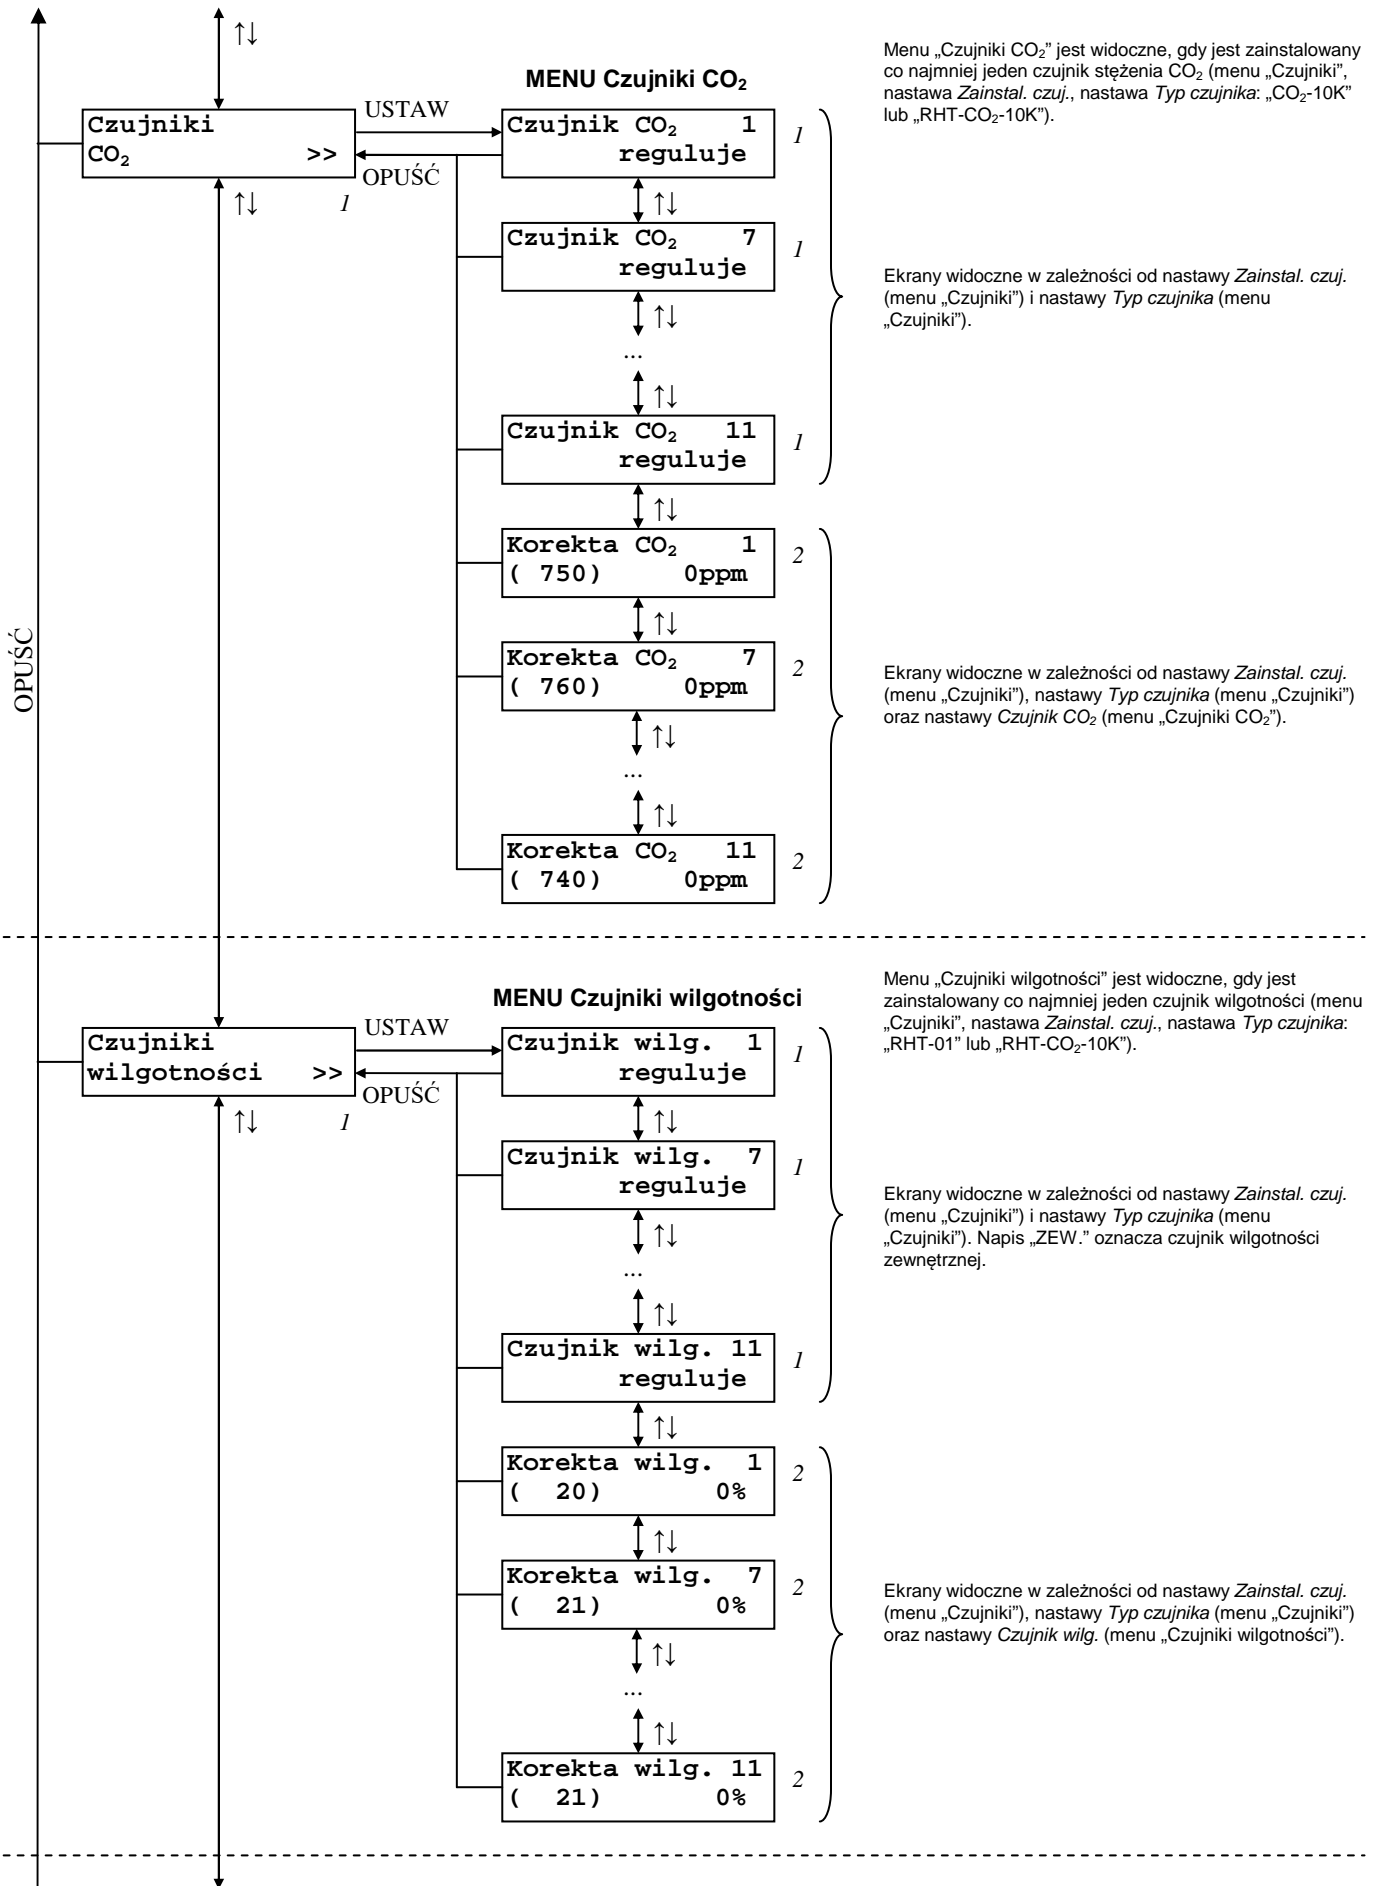 ↑↓
MENU Czujniki CO₂
Menu „Czujniki CO₂” jest widoczne, gdy jest zainstalowany
co najmniej jeden czujnik stężenia CO₂ (menu „Czujniki”,
nastawa Zainstal. czuj., nastawa Typ czujnika: „CO₂-10K”
lub „RHT-CO₂-10K”).
Czujniki
CO₂ >>
USTAW
OPUŚĆ
↑↓ 1
Czujnik CO₂ 1
reguluje
1
↑↓
Czujnik CO₂ 7
reguluje
1
↑↓
...
↑↓
Czujnik CO₂ 11
reguluje
1
Ekrany widoczne w zależności od nastawy Zainstal. czuj.
(menu „Czujniki”) i nastawy Typ czujnika (menu
„Czujniki”).
↑↓
Korekta CO₂ 1
( 750) 0ppm
2
↑↓
Korekta CO₂ 7
( 760) 0ppm
2
↑↓
...
↑↓
Korekta CO₂ 11
( 740) 0ppm
2
Ekrany widoczne w zależności od nastawy Zainstal. czuj.
(menu „Czujniki”), nastawy Typ czujnika (menu „Czujniki”)
oraz nastawy Czujnik CO₂ (menu „Czujniki CO₂”).
OPUŚĆ
MENU Czujniki wilgotności
Menu „Czujniki wilgotności” jest widoczne, gdy jest
zainstalowany co najmniej jeden czujnik wilgotności (menu
„Czujniki”, nastawa Zainstal. czuj., nastawa Typ czujnika:
„RHT-01” lub „RHT-CO₂-10K”).
Czujniki
wilgotności >>
USTAW
OPUŚĆ
↑↓ 1
Czujnik wilg. 1
reguluje
1
↑↓
Czujnik wilg. 7
reguluje
1
↑↓
...
↑↓
Czujnik wilg. 11
reguluje
1
Ekrany widoczne w zależności od nastawy Zainstal. czuj.
(menu „Czujniki”) i nastawy Typ czujnika (menu
„Czujniki”). Napis „ZEW.” oznacza czujnik wilgotności
zewnętrznej.
↑↓
Korekta wilg. 1
( 20) 0%
2
↑↓
Korekta wilg. 7
( 21) 0%
2
↑↓
...
↑↓
Korekta wilg. 11
( 21) 0%
2
Ekrany widoczne w zależności od nastawy Zainstal. czuj.
(menu „Czujniki”), nastawy Typ czujnika (menu „Czujniki”)
oraz nastawy Czujnik wilg. (menu „Czujniki wilgotności”).